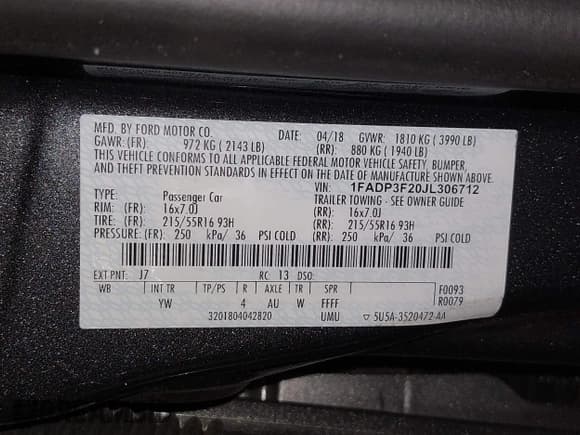 MFD. BY FORD MOTOR CO. DATE: 04/18 GVWR: 1810 KG ( 3990 LB)
GAWR: (FR): 972 KG ( 2143 LB) (RR): 880 KG ( 1940 LB)
THIS VEHICLE CONFORMS TO ALL APPLICABLE FEDERAL MOTOR VEHICLE SAFETY, BUMPER,
AND THEFT PREVENTION STANDARDS IN EFFECT ON THE DATE OF MANUFACTURE SHOWN ABOVE.
VIN: 1FADP3F20JL306712
TYPE: Passenger Car TRAILER TOWING - SEE OWNER GUIDE
RIM: (FR): 16x7.0J (RR): 16x7.0J
TIRE: (FR): 215/55R16 93H (RR): 215/55R16 93H
PRESSURE: (FR): 250 kPa/ 36 PSI COLD (RR): 250 kPa/ 36 PSI COLD
EXT PNT: J7 RC: 13 DSO: F0093
WB INT TR TP/PS R AXLE TR SPR R0079
YW 4 AU W FFFF
3201804042820 UMU ▽ 5U5A-3520472-AA